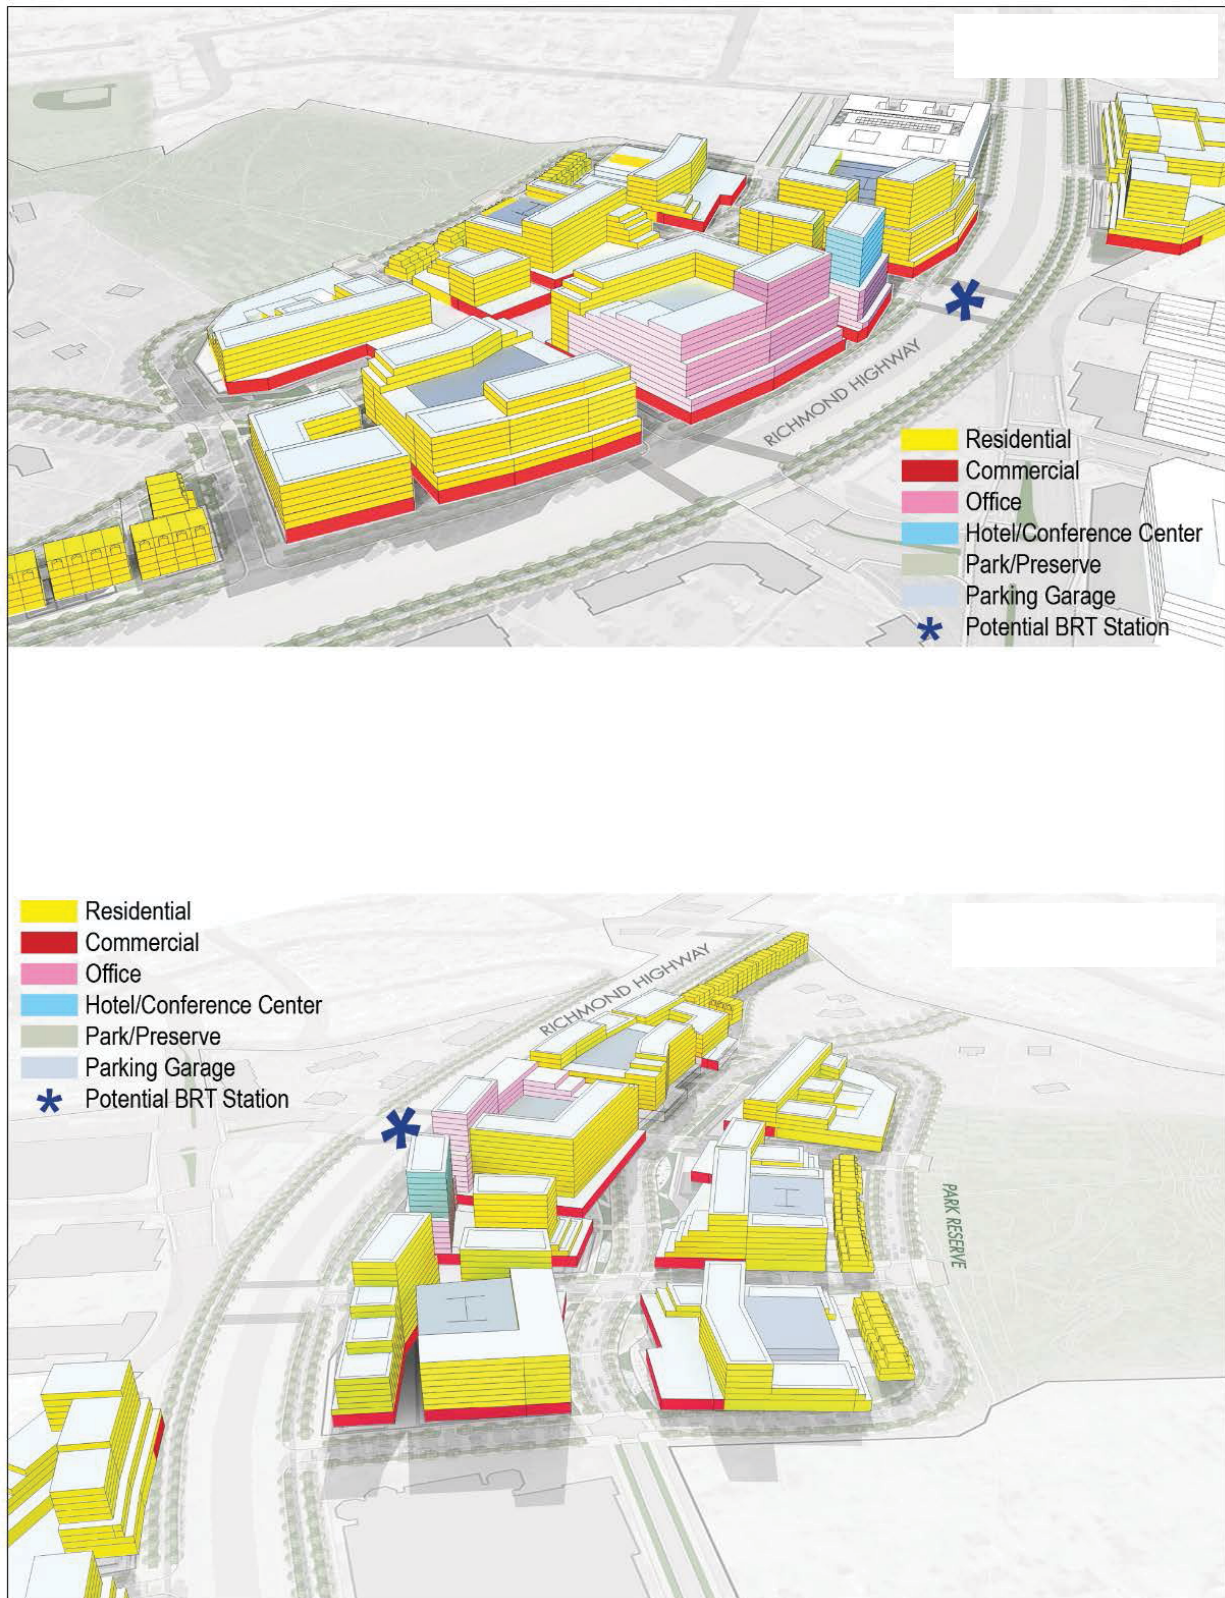 RICHMOND HIGHWAY
Residential
Commercial
Office
Hotel/Conference Center
Park/Preserve
Parking Garage
Potential BRT Station
Residential
Commercial
Office
Hotel/Conference Center
Park/Preserve
Parking Garage
Potential BRT Station
RICHMOND HIGHWAY
PARK RESERVE